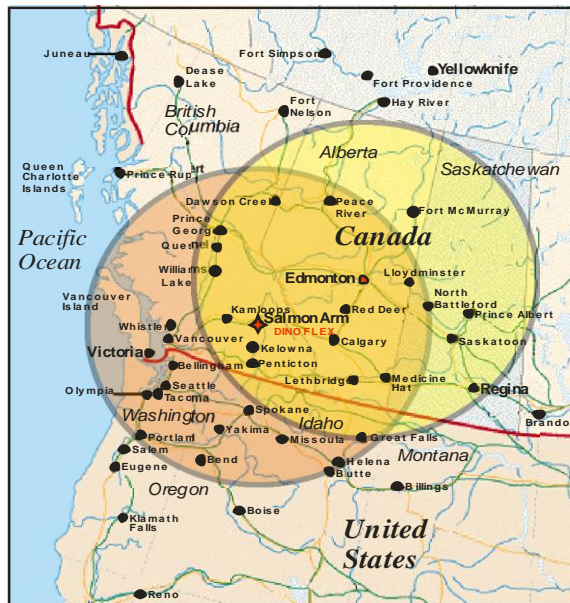 Juneau
Fort Simpson
Yellowknife
Dease
Lake
Fort Providence
Hay River
British
Columbia
Fort
Nelson
Alberta
Saskatchewan
Queen
Charlotte
Islands
Prince Rupert
Dawson Creek
Peace
River
Fort McMurray
Prince
George
Pacific
Ocean
Canada
Quesnel
Williams
Lake
Edmonton
Lloydminster
Vancouver
Island
North
Battleford
Kamloops
Salmon Arm
DINOFLEX
Red Deer
Prince Albert
Whistler
Vancouver
Calgary
Saskatoon
Victoria
Kelowna
Penticton
Bellingham
Lethbridge
Medicine
Hat
Regina
Olympia
Seattle
Tacoma
Washington
Spokane
Idaho
Brando
Portland
Yakima
Missoula
Great Falls
Salem
Eugene
Bend
Helena
Butte
Montana
Oregon
Billings
Boise
Klamath
Falls
United
States
Reno